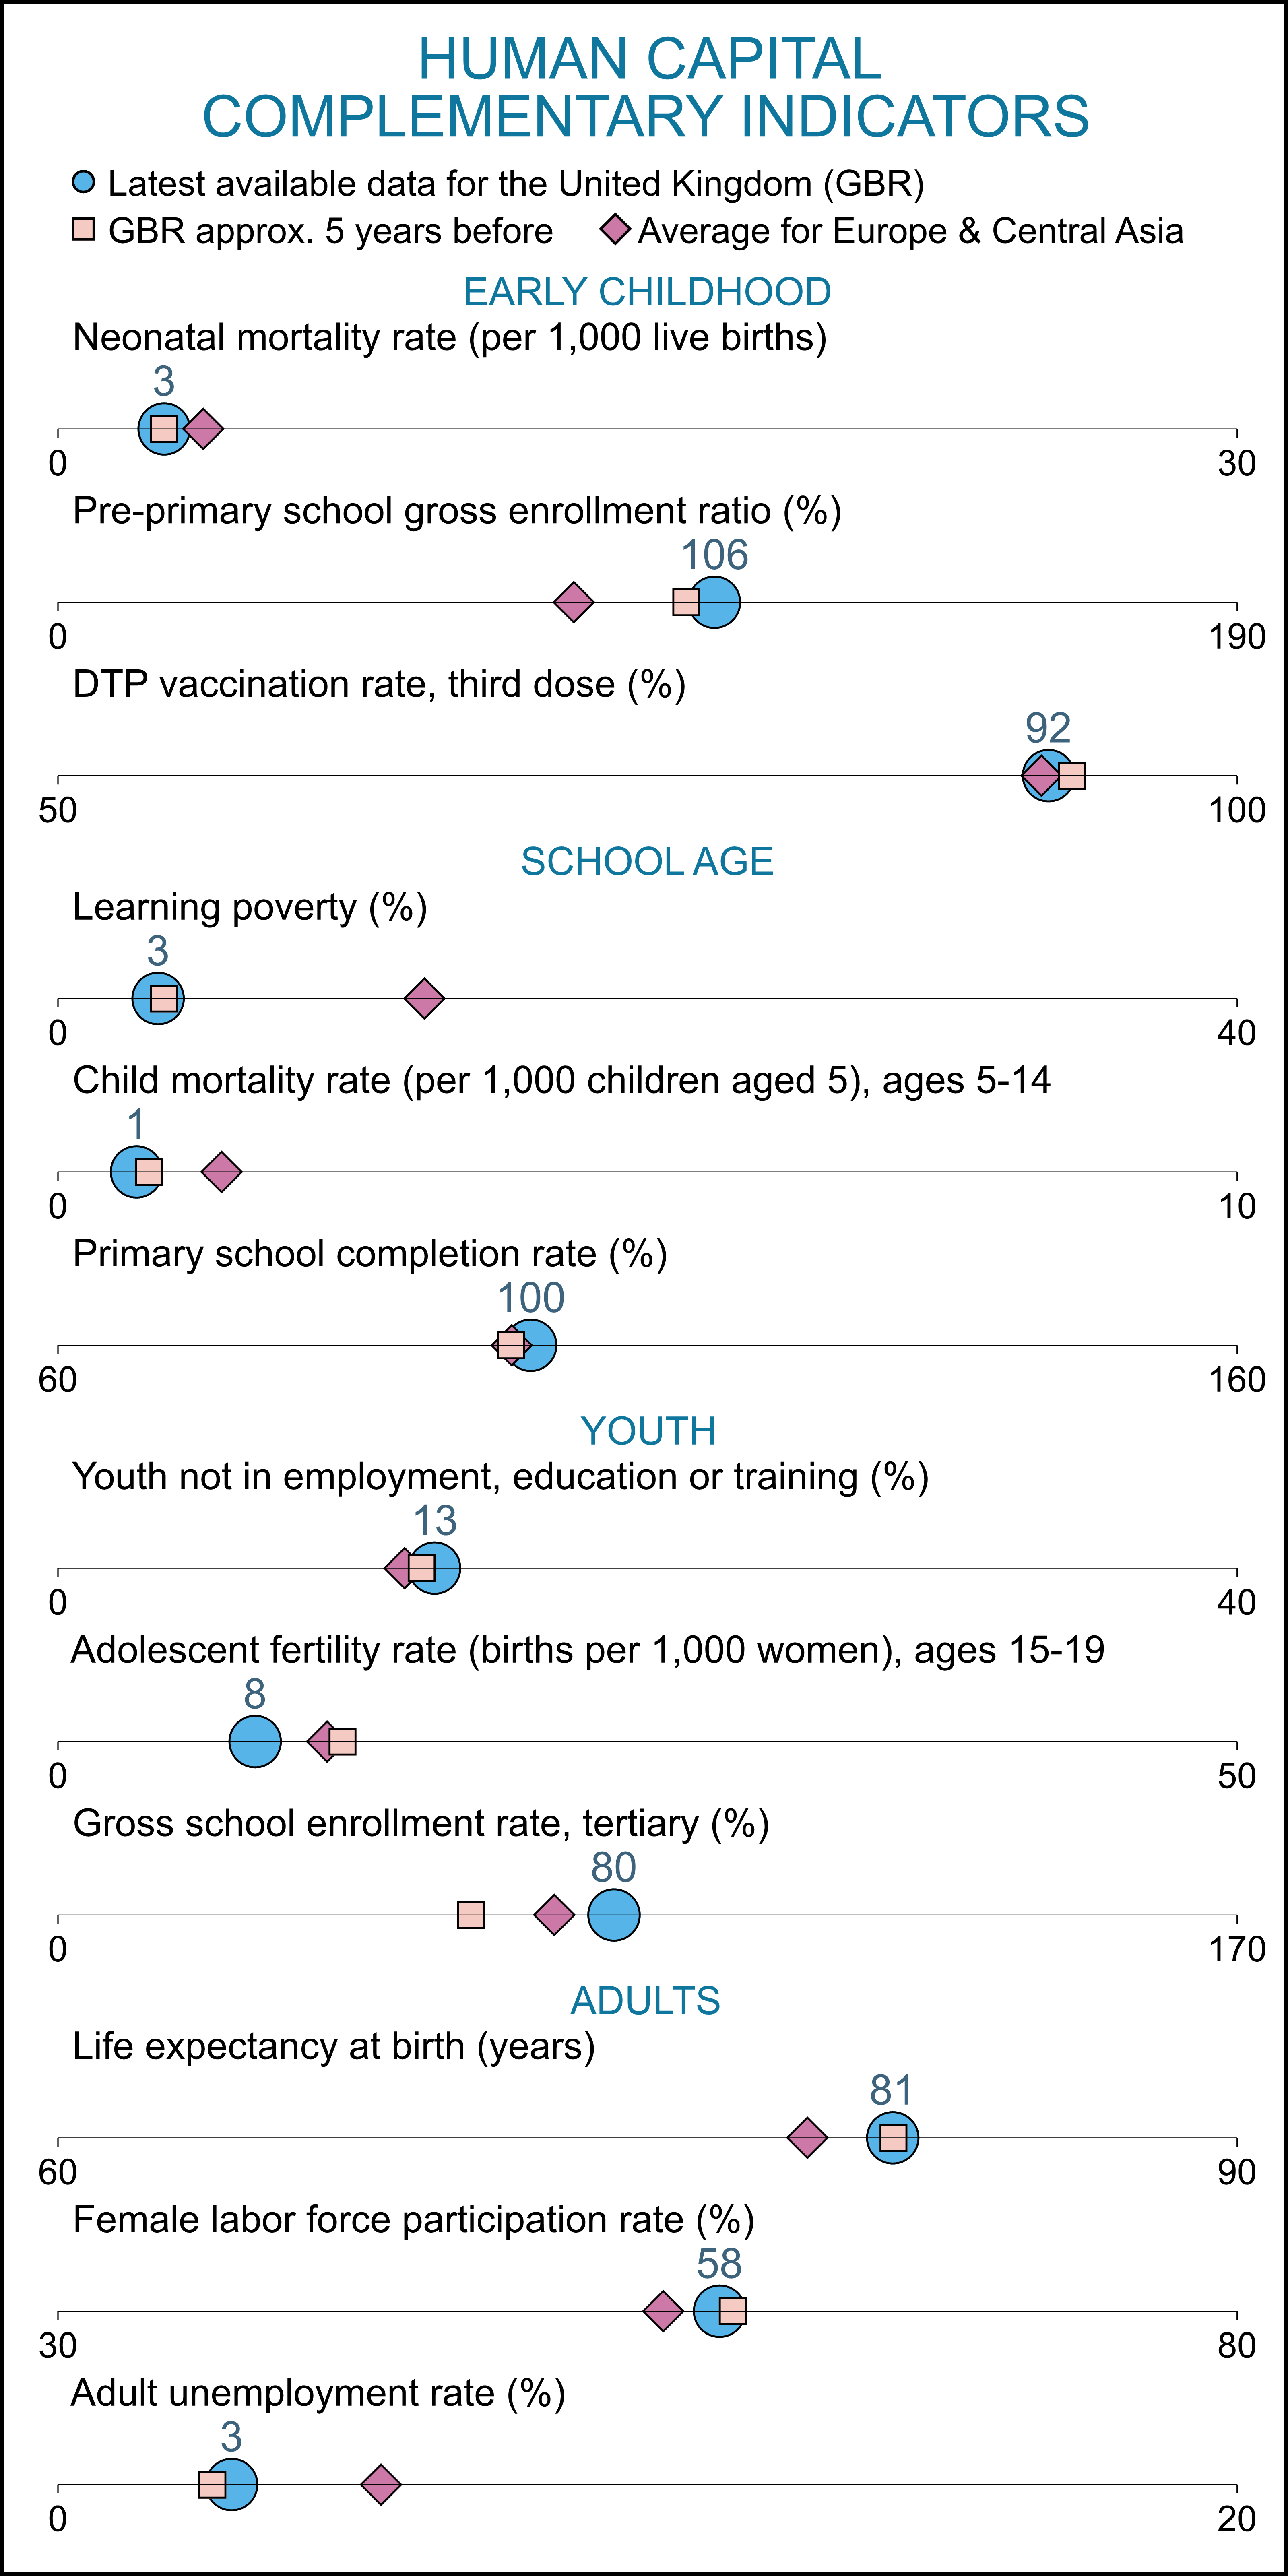 HUMAN CAPITAL
COMPLEMENTARY INDICATORS
Latest available data for the United Kingdom (GBR)
GBR approx. 5 years before Average for Europe & Central Asia
EARLY CHILDHOOD
Neonatal mortality rate (per 1,000 live births)
3
0 30
Pre-primary school gross enrollment ratio (%)
106
0 190
DTP vaccination rate, third dose (%)
92
50 100
SCHOOL AGE
Learning poverty (%)
3
0 40
Child mortality rate (per 1,000 children aged 5), ages 5-14
1
0 10
Primary school completion rate (%)
100
60 160
YOUTH
Youth not in employment, education or training (%)
13
0 40
Adolescent fertility rate (births per 1,000 women), ages 15-19
8
0 50
Gross school enrollment rate, tertiary (%)
80
0 170
ADULTS
Life expectancy at birth (years)
81
60 90
Female labor force participation rate (%)
58
30 80
Adult unemployment rate (%)
3
0 20